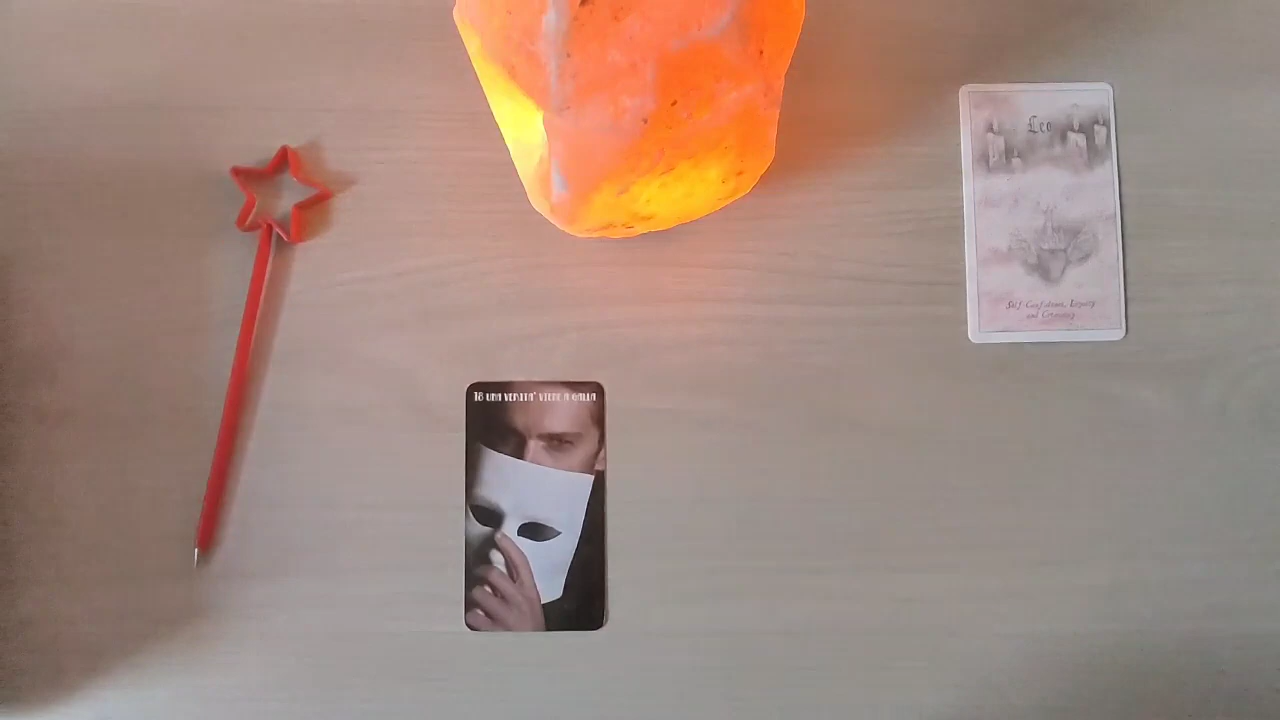 18 UNA VERITA' VIENE A GALLA
Leo
Self-Confidence, Loyalty
and Creativity